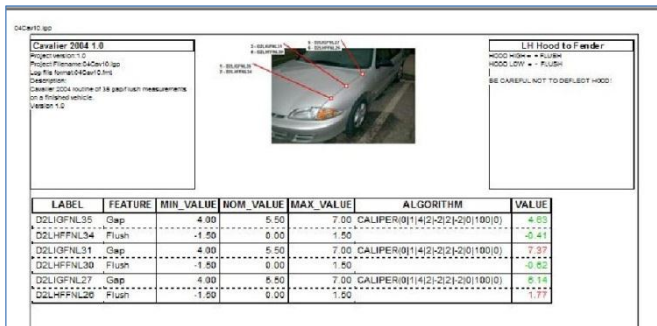 04Cav10.lgp
Cavalier 2004 1.0
Project version:1.0
Project Filename:04Cav10.lgp
Log file format:04Cav10.fmt
Description:
Cavalier 2004 routine of 38 gap/flush measurements
on a finished vehicle.
Version 1.0
LH Hood to Fender
HOOD HIGH = + FLUSH
HOOD LOW = - FLUSH
BE CAREFUL NOT TO DEFLECT HOOD!
LABEL FEATURE MIN_VALUE NOM_VALUE MAX_VALUE ALGORITHM VALUE
D2LIGFNL35 Gap 4.00 5.50 7.00 CALIPER(0|1|4|2|-2|2|-2|0|100|0) 4.83
D2LHFFNL34 Flush -1.50 0.00 1.50 -0.41
D2LIGFNL31 Gap 4.00 5.50 7.00 CALIPER(0|1|4|2|-2|2|-2|0|100|0) 7.37
D2LHFFNL30 Flush -1.50 0.00 1.50 -0.62
D2LIGFNL27 Gap 4.00 5.50 7.00 CALIPER(0|1|4|2|-2|2|-2|0|100|0) 5.14
D2LHFFNL26 Flush -1.50 0.00 1.50 1.77